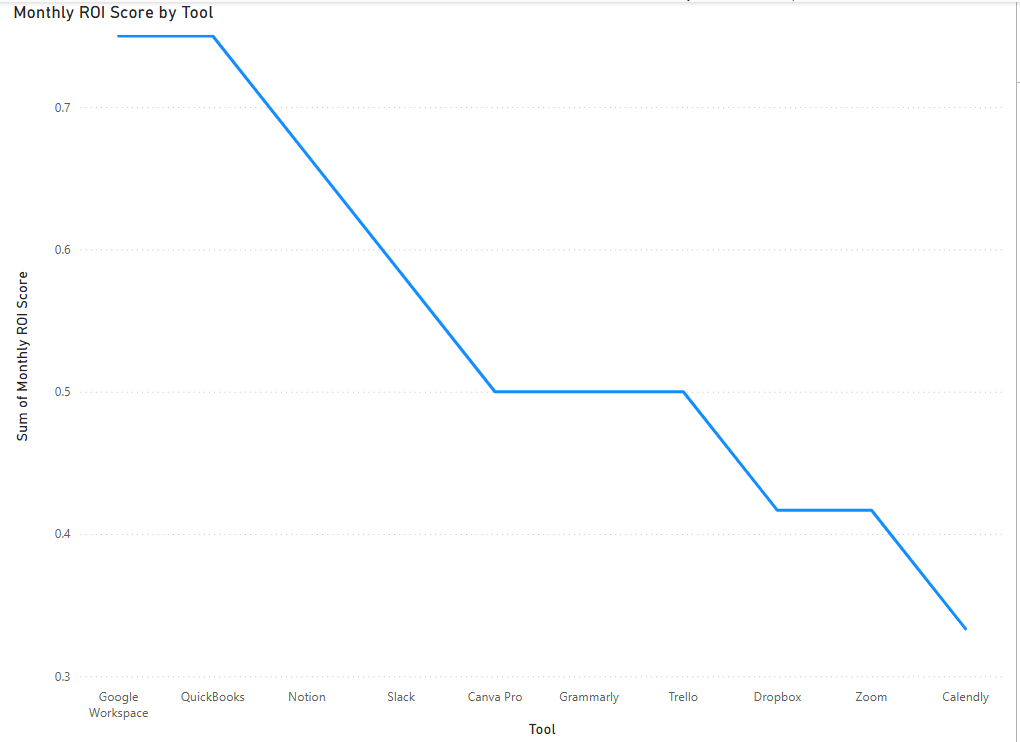 Monthly ROI Score by Tool
0.7
0.6
0.5
0.4
0.3
Sum of Monthly ROI Score
Google
Workspace
QuickBooks
Notion
Slack
Canva Pro
Grammarly
Trello
Dropbox
Zoom
Calendly
Tool